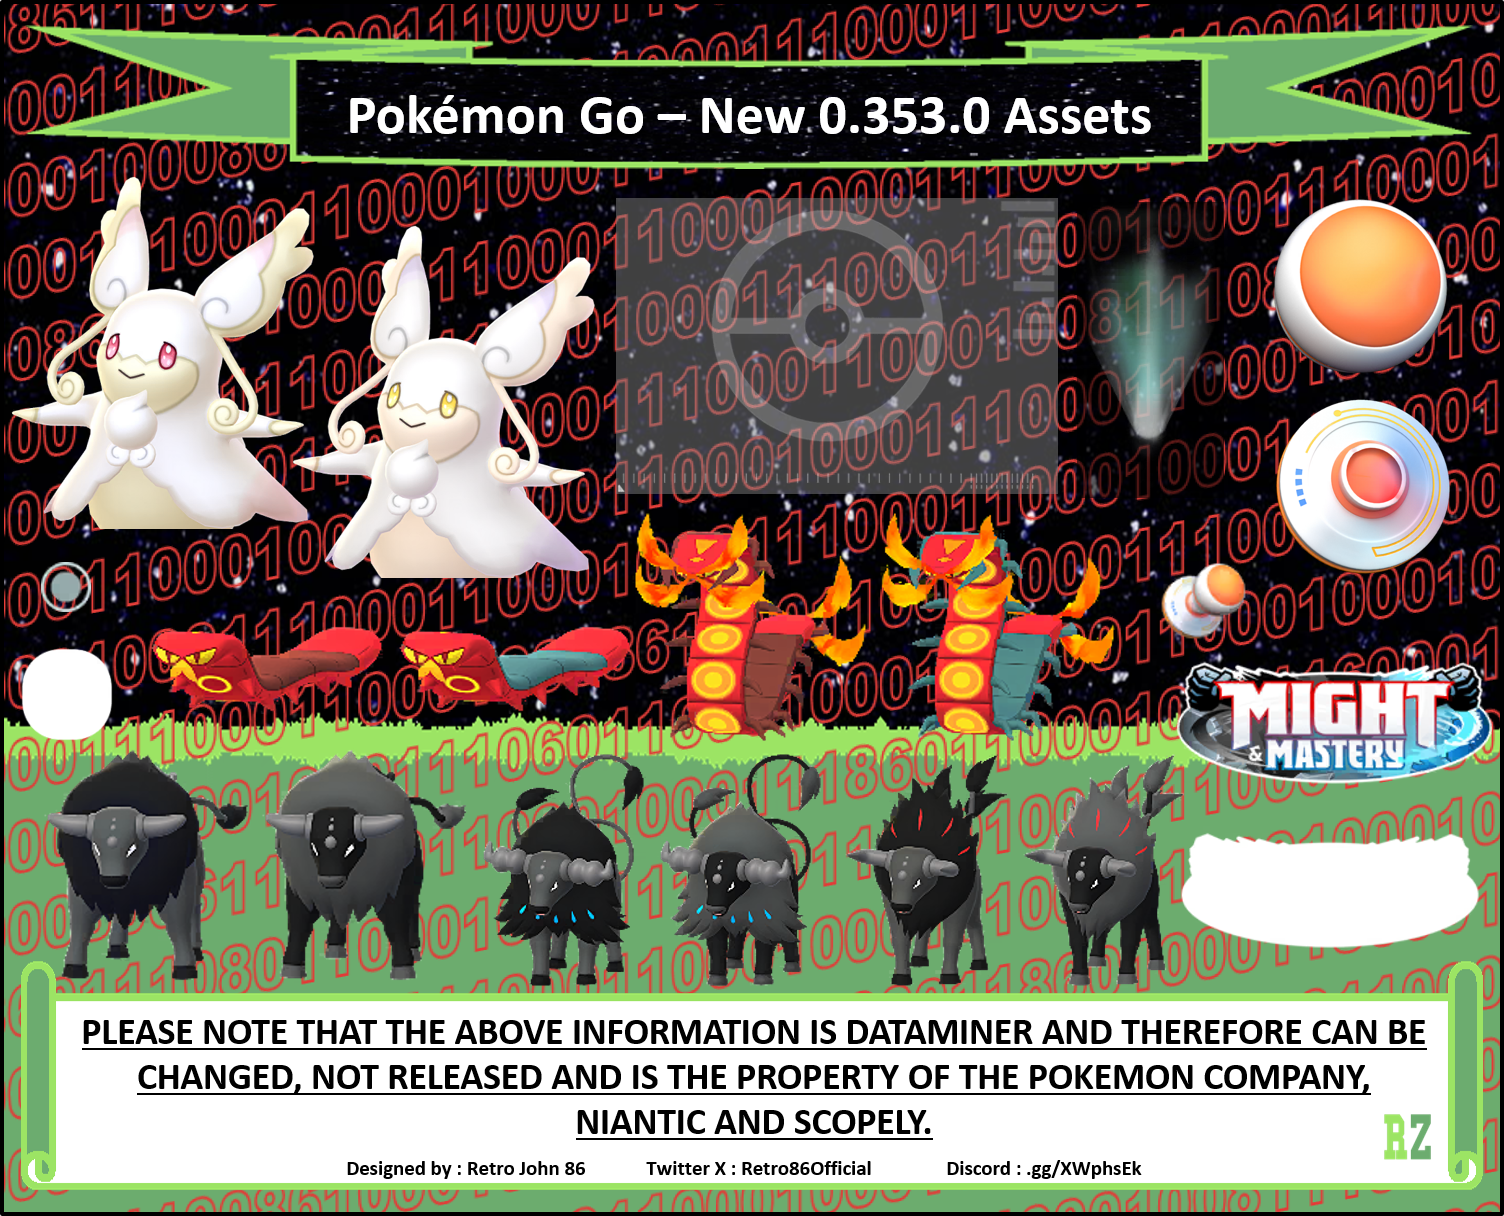 Pokémon Go – New 0.353.0 Assets
MIGHT
& MASTERY
PLEASE NOTE THAT THE ABOVE INFORMATION IS DATAMINER AND THEREFORE CAN BE
CHANGED, NOT RELEASED AND IS THE PROPERTY OF THE POKEMON COMPANY,
NIANTIC AND SCOPELY.
RZ
Designed by : Retro John 86 Twitter X : Retro86Official Discord : .gg/XWphsEk